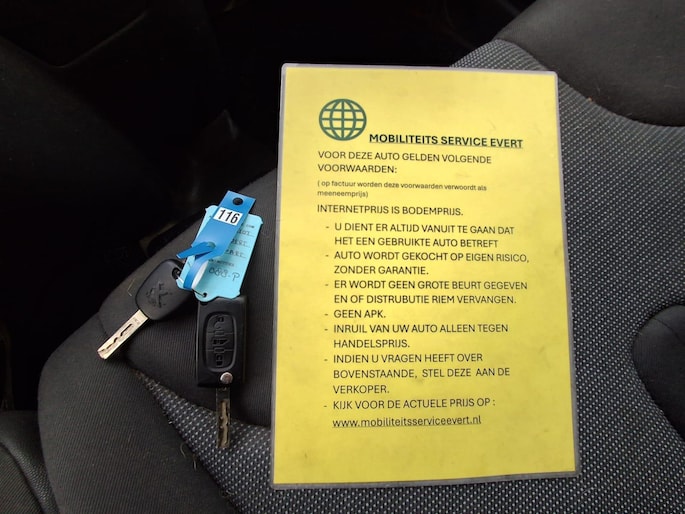 MOBILITEITS SERVICE EVERT
VOOR DEZE AUTO GELDEN VOLGENDE
VOORWAARDEN:
( op factuur worden deze voorwaarden verwoordt als
meeneemprijs)
INTERNETPRIJS IS BODEMPRIJS.
- U DIENT ER ALTIJD VANUIT TE GAAN DAT
HET EEN GEBRUIKTE AUTO BETREFT
- AUTO WORDT GEKOCHT OP EIGEN RISICO,
ZONDER GARANTIE.
- ER WORDT GEEN GROTE BEURT GEGEVEN
EN OF DISTRUBUTIE RIEM VERVANGEN.
- GEEN APK.
- INRUIL VAN UW AUTO ALLEEN TEGEN
HANDELSPRIJS.
- INDIEN U VRAGEN HEEFT OVER
BOVENSTAANDE, STEL DEZE AAN DE
VERKOPER.
- KIJK VOOR DE ACTUELE PRIJS OP :
www.mobiliteitsserviceevert.nl
116